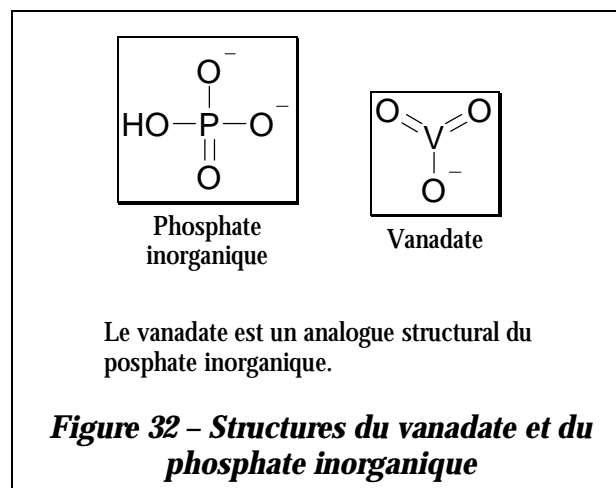 O⁻
HO P O⁻
O
O O
V
O⁻
Phosphate
inorganique
Vanadate
Le vanadate est un analogue structural du
posphate inorganique.
Figure 32 – Structures du vanadate et du
phosphate inorganique